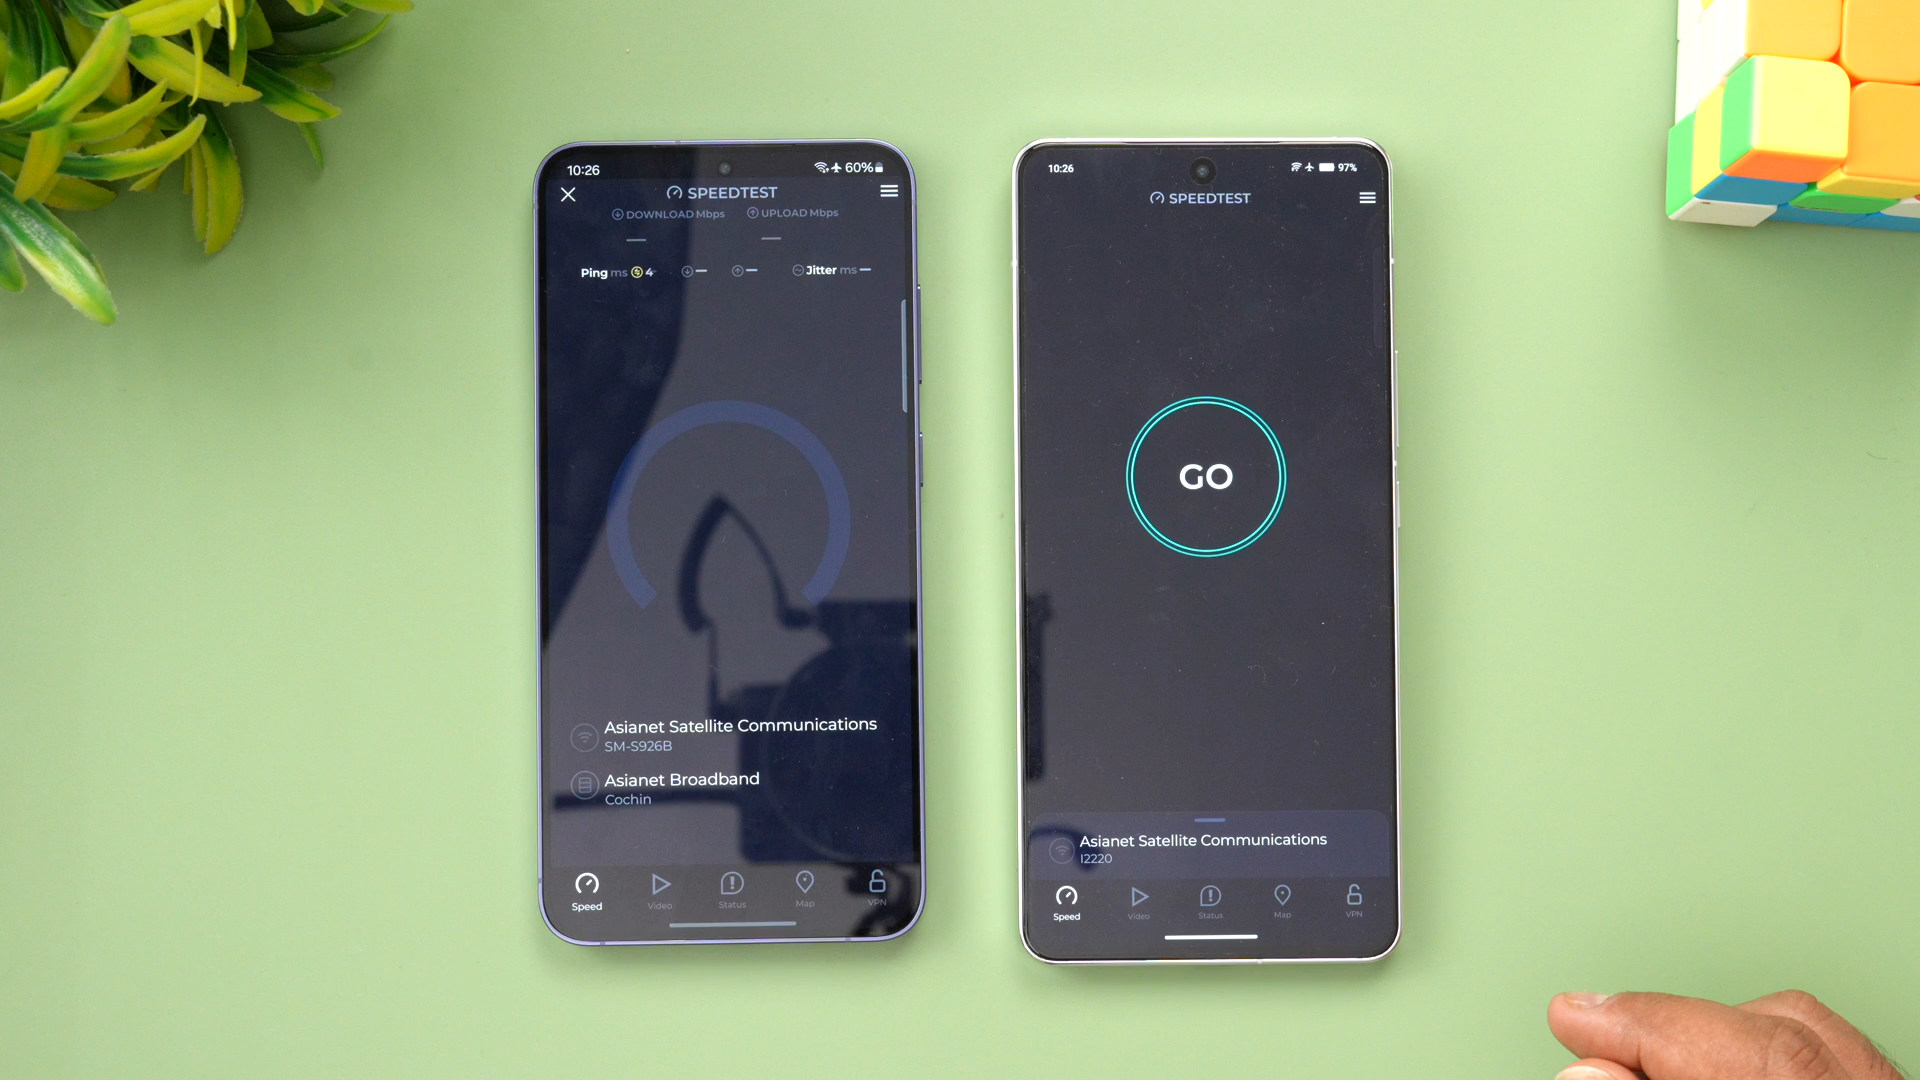 10:26
60%
SPEEDTEST
DOWNLOAD Mbps
UPLOAD Mbps
Ping ms 4
Jitter ms
Asianet Satellite Communications
SM-S926B
Asianet Broadband
Cochin
Speed
Video
Status
Map
VPN
10:26
97%
SPEEDTEST
GO
Asianet Satellite Communications
I2220
Speed
Video
Status
Map
VPN